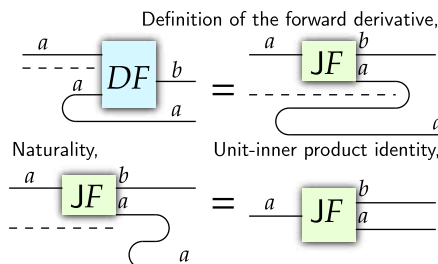 Definition of the forward derivative,
a a DF b a = a JF b a a
Naturality, Unit-inner product identity,
a JF b a a = a JF b a